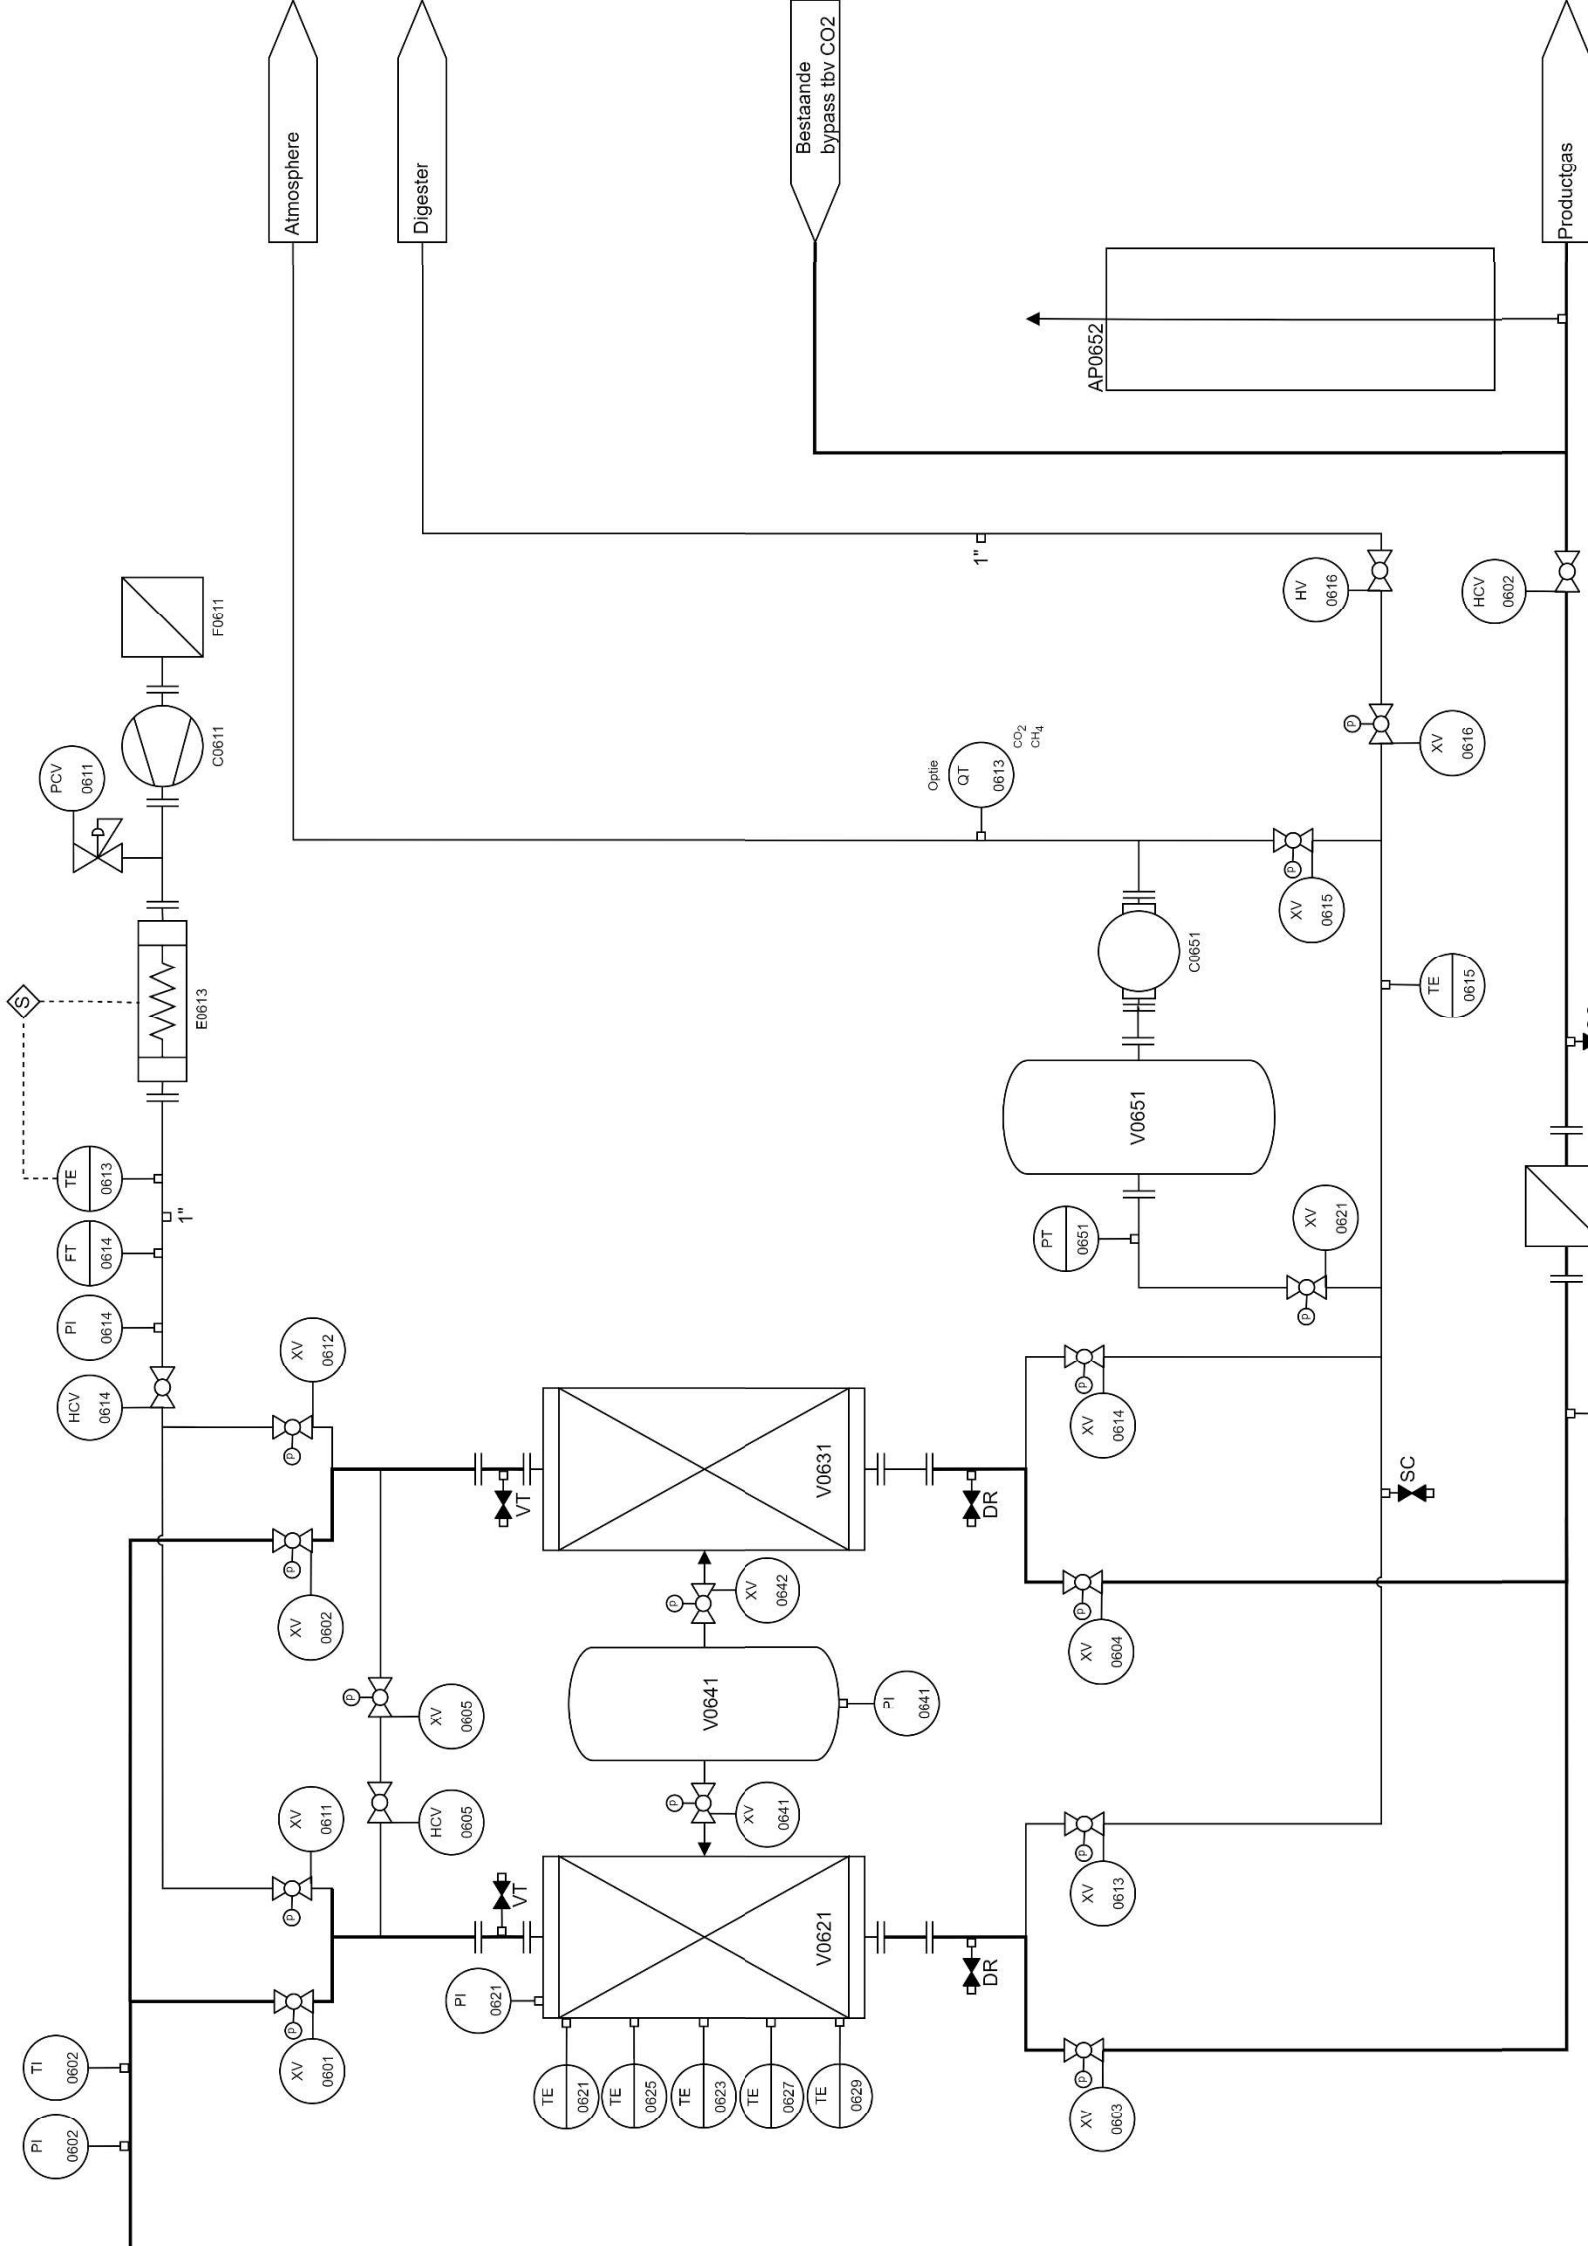 PI
0602
TI
0602
HCV
0614
PI
0614
FT
0614
TE
0613
S
PCV
0611
1"
E0613
C0611
F0611
XV
0601
P
XV
0611
P
XV
0602
P
XV
0612
P
Atmosphere
Digester
HCV
0605
XV
0605
P
PI
0621
VT
VT
TE
0621
TE
0625
TE
0623
TE
0627
TE
0629
V0621
XV
0641
P
V0641
PI
0641
XV
0642
P
V0631
Bestaande
bypass tbv CO2
DR
DR
Optie
QT
0613
CO2
CH4
1"
PT
0651
V0651
C0651
AP0652
XV
0603
P
XV
0613
P
XV
0604
P
XV
0614
P
XV
0621
P
XV
0615
P
HV
0616
SC
TE
0615
XV
0616
P
HCV
0602
Productgas